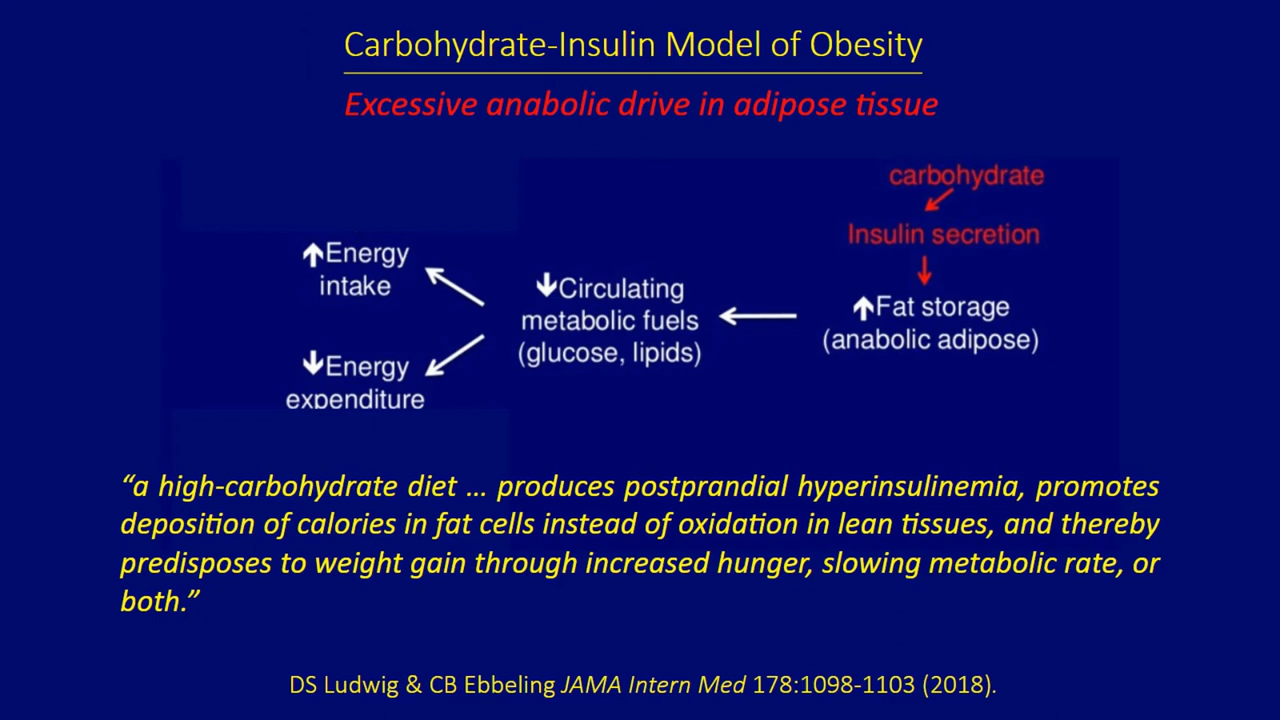 Carbohydrate-Insulin Model of Obesity
Excessive anabolic drive in adipose tissue
carbohydrate
Insulin secretion
Fat storage
(anabolic adipose)
Circulating
metabolic fuels
(glucose, lipids)
Energy
intake
Energy
expenditure
“a high-carbohydrate diet … produces postprandial hyperinsulinemia, promotes
deposition of calories in fat cells instead of oxidation in lean tissues, and thereby
predisposes to weight gain through increased hunger, slowing metabolic rate, or
both.”
DS Ludwig & CB Ebbeling JAMA Intern Med 178:1098-1103 (2018).